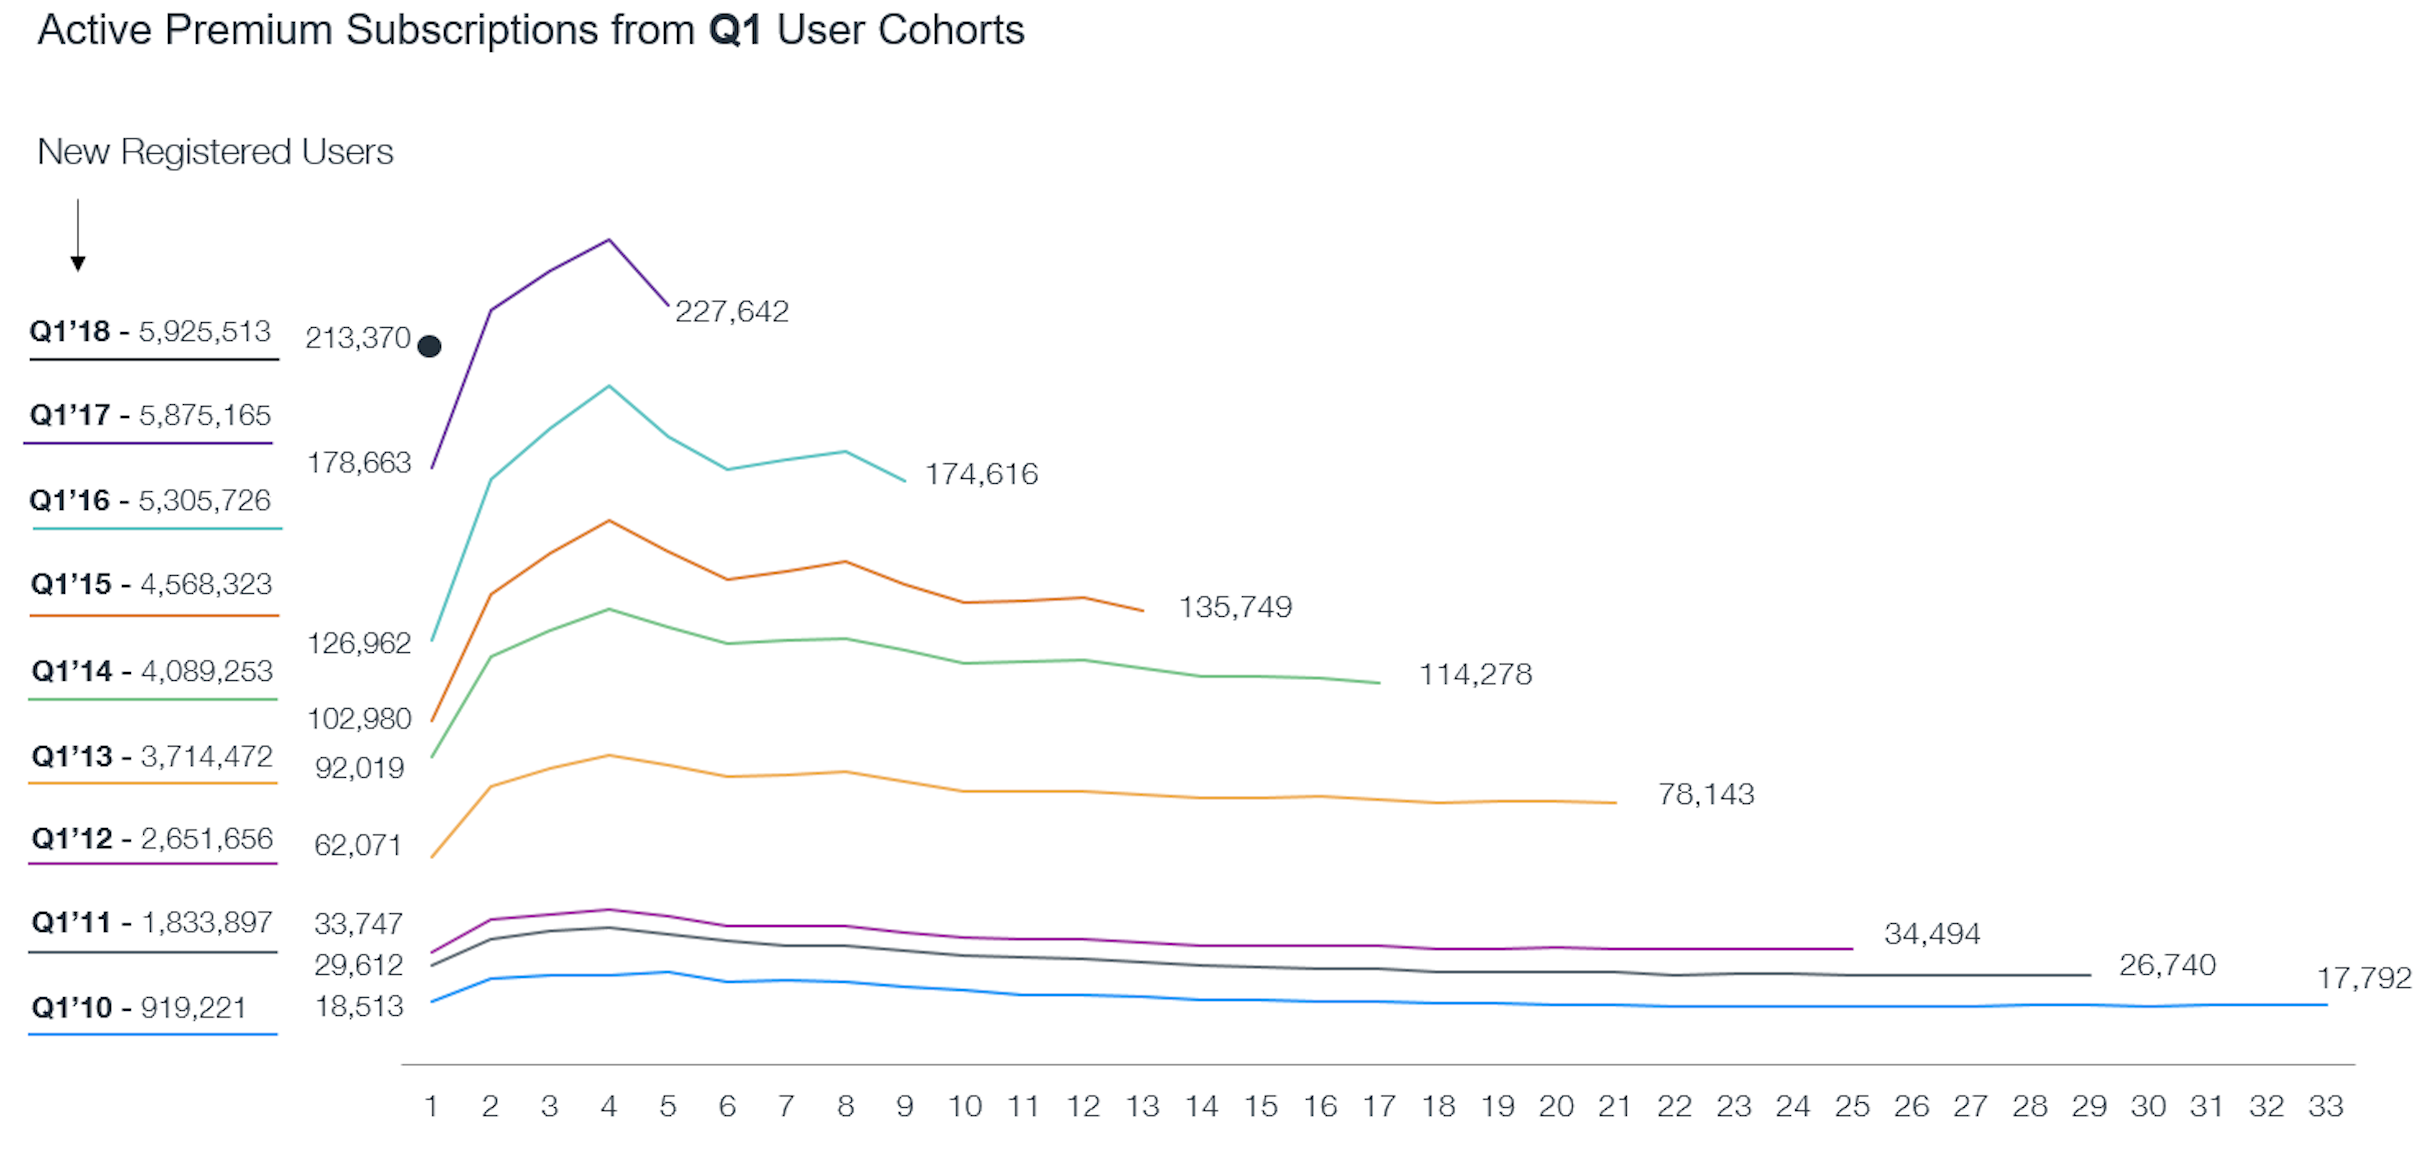 Active Premium Subscriptions from Q1 User Cohorts
New Registered Users
227,642
Q1’18 - 5,925,513 213,370
Q1’17 - 5,875,165
178,663
174,616
Q1’16 - 5,305,726
Q1’15 - 4,568,323
135,749
126,962
Q1’14 - 4,089,253
114,278
102,980
Q1’13 - 3,714,472
92,019
78,143
Q1’12 - 2,651,656
62,071
Q1’11 - 1,833,897
33,747
34,494
29,612
26,740
17,792
Q1’10 - 919,221
18,513
1 2 3 4 5 6 7 8 9 10 11 12 13 14 15 16 17 18 19 20 21 22 23 24 25 26 27 28 29 30 31 32 33